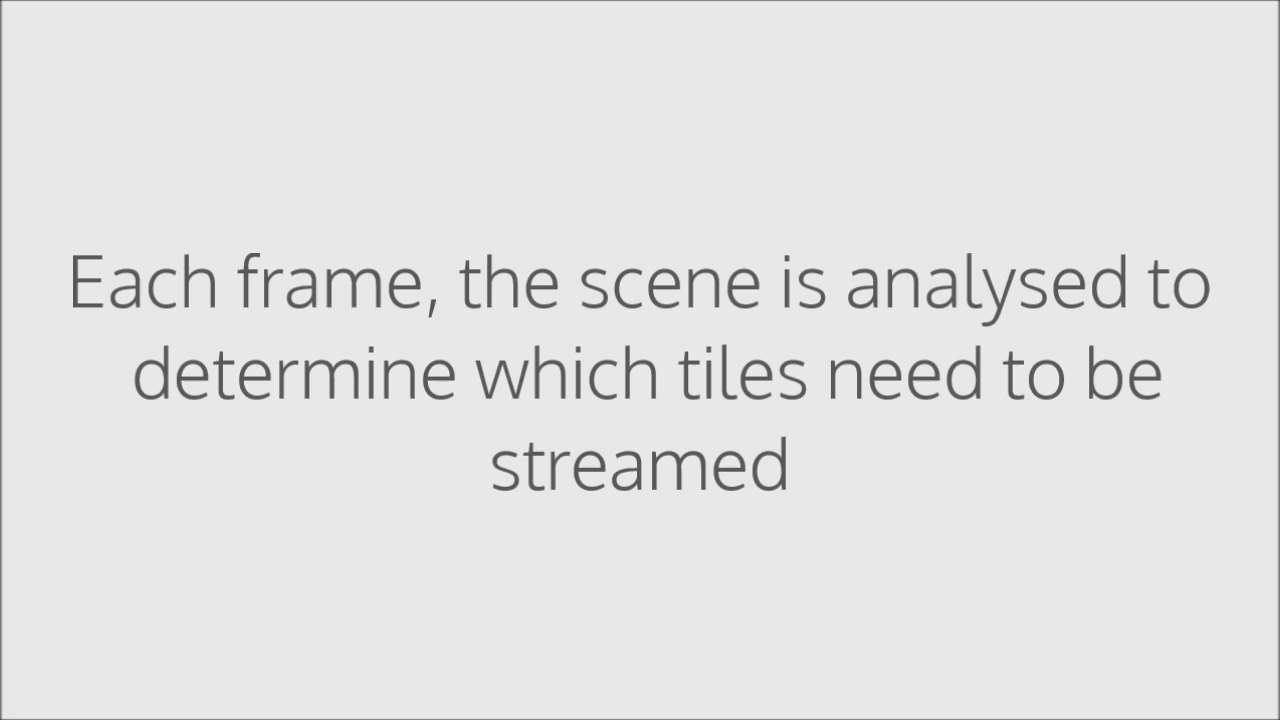 Each frame, the scene is analysed to
determine which tiles need to be
streamed